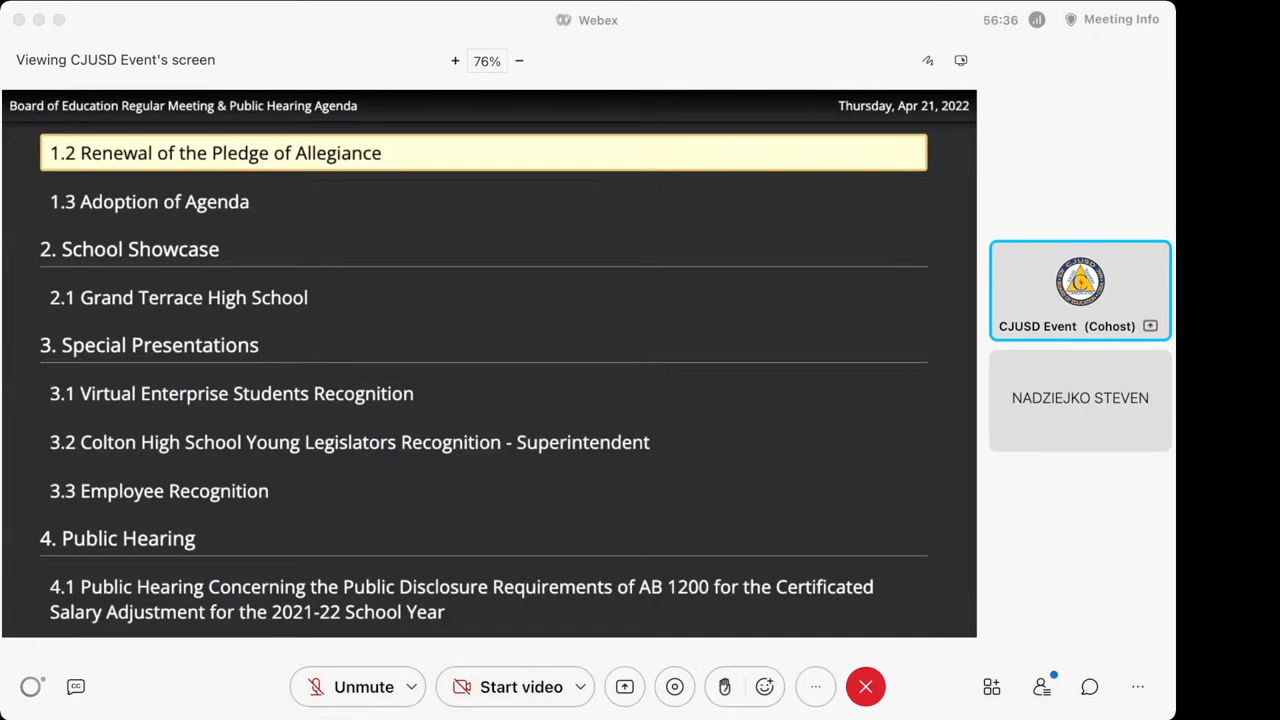 Webex
56:36
Meeting Info
Viewing CJUSD Event's screen
+ 76% −
Board of Education Regular Meeting & Public Hearing Agenda
Thursday, Apr 21, 2022
1.2 Renewal of the Pledge of Allegiance
1.3 Adoption of Agenda
2. School Showcase
2.1 Grand Terrace High School
3. Special Presentations
3.1 Virtual Enterprise Students Recognition
3.2 Colton High School Young Legislators Recognition - Superintendent
3.3 Employee Recognition
4. Public Hearing
4.1 Public Hearing Concerning the Public Disclosure Requirements of AB 1200 for the Certificated
Salary Adjustment for the 2021-22 School Year
CJUSD
CJUSD Event (Cohost)
NADZIEJKO STEVEN
CC
Unmute
Start video